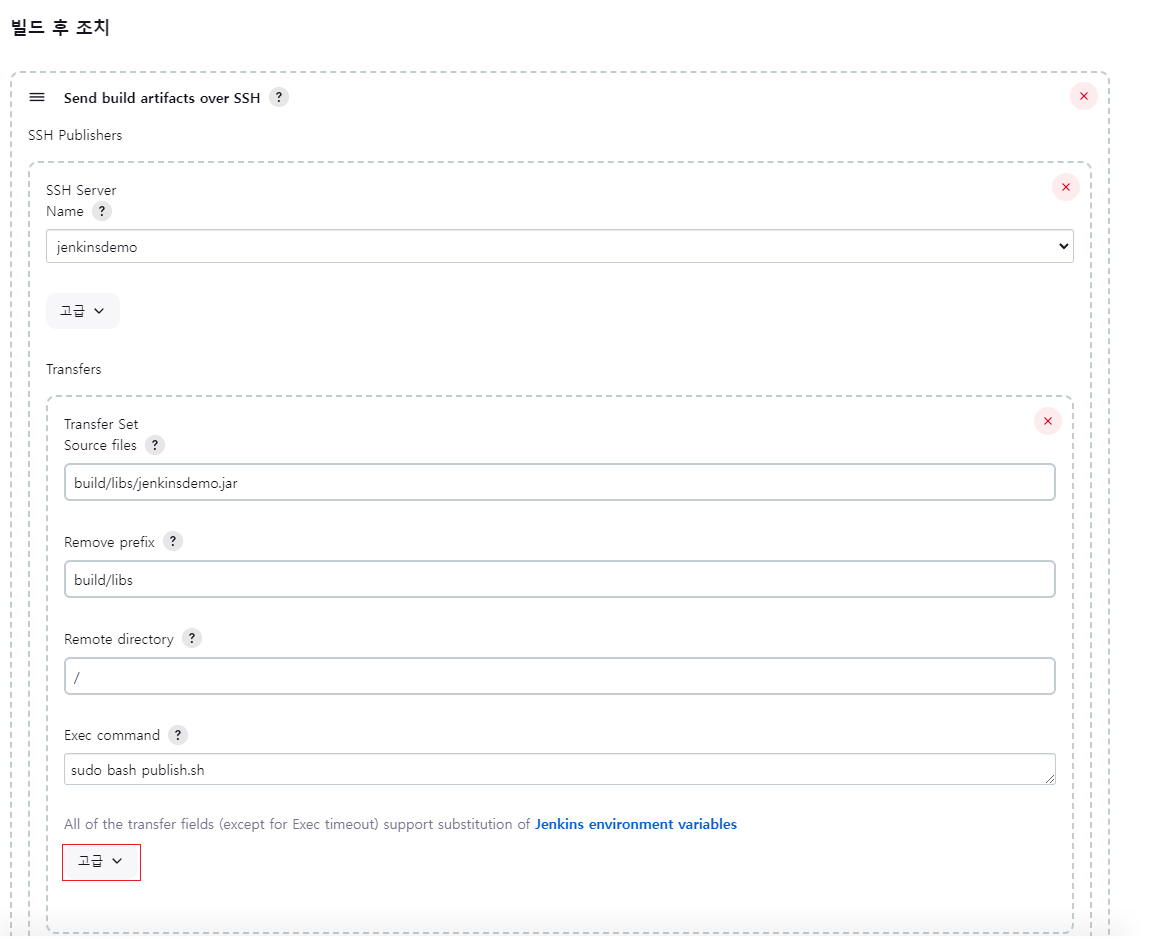 빌드 후 조치
Send build artifacts over SSH ?
SSH Publishers
SSH Server
Name ?
jenkinsdemo
고급
Transfers
Transfer Set
Source files ?
build/libs/jenkinsdemo.jar
Remove prefix ?
build/libs
Remote directory ?
/
Exec command ?
sudo bash publish.sh
All of the transfer fields (except for Exec timeout) support substitution of Jenkins environment variables
고급